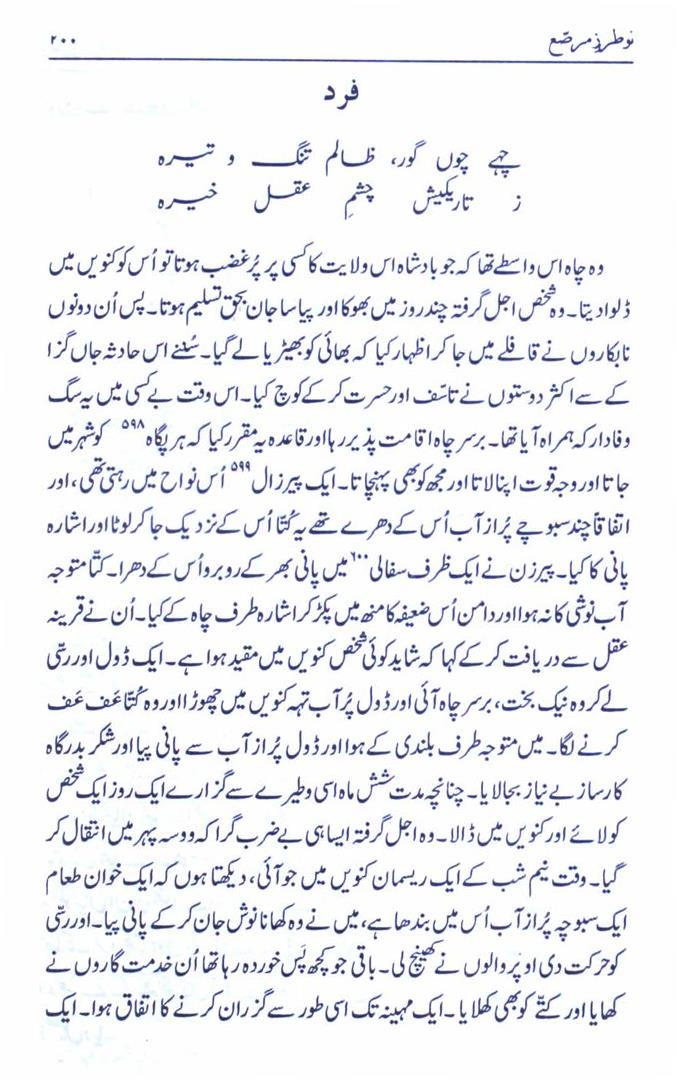 نوطرزِ مرصّع
۲۰۰
فرد
چہے چوں گور، ظالم تنگ و تیرہ
ز تاریکیش چشمِ عقل خیرہ
وہ چاہ اس واسطے تھا کہ جو بادشاہ اس ولایت کا کسی پر پُر غضب ہوتا تو اُس کو کنویں میں
ڈلوا دیتا۔ وہ شخص اجل گرفتہ چند روز میں بھوکا اور پیاسا جان بحق تسلیم ہوتا۔ پس اُن دونوں
نابکاروں نے قافلے میں جا کر اظہار کیا کہ بھائی کو بھیڑیا لے گیا۔ سُننے اس حادثہ جاں گزا
کے سے اکثر دوستوں نے تاسّف اور حسرت کر کے کوچ کیا۔ اس وقت بے کسی میں یہ سگ
وفادار کہ ہمراہ آیا تھا۔ برسرِ چاہ اقامت پذیر رہا اور قاعدہ یہ مقرر کیا کہ ہر پگاہ ۵۹۸ کو شہر میں
جاتا اور وجہ قوت اپنا لاتا اور مجھ کو بھی پہنچاتا۔ ایک پیرزال ۵۹۹ اُس نواح میں رہتی تھی، اور
اتفاقاً چند سبوچے پُر از آب اُس کے دھرے تھے یہ کُتّا اُس کے نزدیک جا کر لوٹا اور اشارہ
پانی کا کیا۔ پیرزن نے ایک ظرف سفالی ۶۰۰ میں پانی بھر کے روبرو اُس کے دھرا۔ کتّا متوجہ
آب نوشی کا نہ ہوا اور دامن اُس ضعیفہ کا منھ میں پکڑ کر اشارہ طرف چاہ کے کیا۔ اُن نے قرینہ
عقل سے دریافت کر کے کہا کہ شاید کوئی شخص کنویں میں مقید ہوا ہے۔ ایک ڈول اور رسّی
لے کر وہ نیک بخت، برسرِ چاہ آئی اور ڈول پُر آب تہہ کنویں میں چھوڑا اور وہ کُتّا عَف عَف
کرنے لگا۔ میں متوجہ طرف بلندی کے ہوا اور ڈول پُر از آب سے پانی پیا اور شکر بدرگاہ
کارساز بے نیاز بجا لایا۔ چنانچہ مدت شش ماہ اسی وطیرے سے گزارے ایک روز ایک شخص
کو لائے اور کنویں میں ڈالا۔ وہ اجل گرفتہ ایسا ہی بے ضرب گرا کہ دو سہ پہر میں انتقال کر
گیا۔ وقت نیم شب کے ایک ریسمان کنویں میں جو آئی، دیکھتا ہوں کہ ایک خوان طعام
ایک سبوچہ پُر از آب اُس میں بندھا ہے، میں نے وہ کھانا نوش جان کر کے پانی پیا۔ اور رسّی
کو حرکت دی اوپر والوں نے کھینچ لی۔ باقی جو کچھ پَس خوردہ رہا تھا اُن خدمت گاروں نے
کھایا اور کتّے کو بھی کھلایا۔ ایک مہینہ تک اسی طور سے گزران کرنے کا اتفاق ہوا۔ ایک